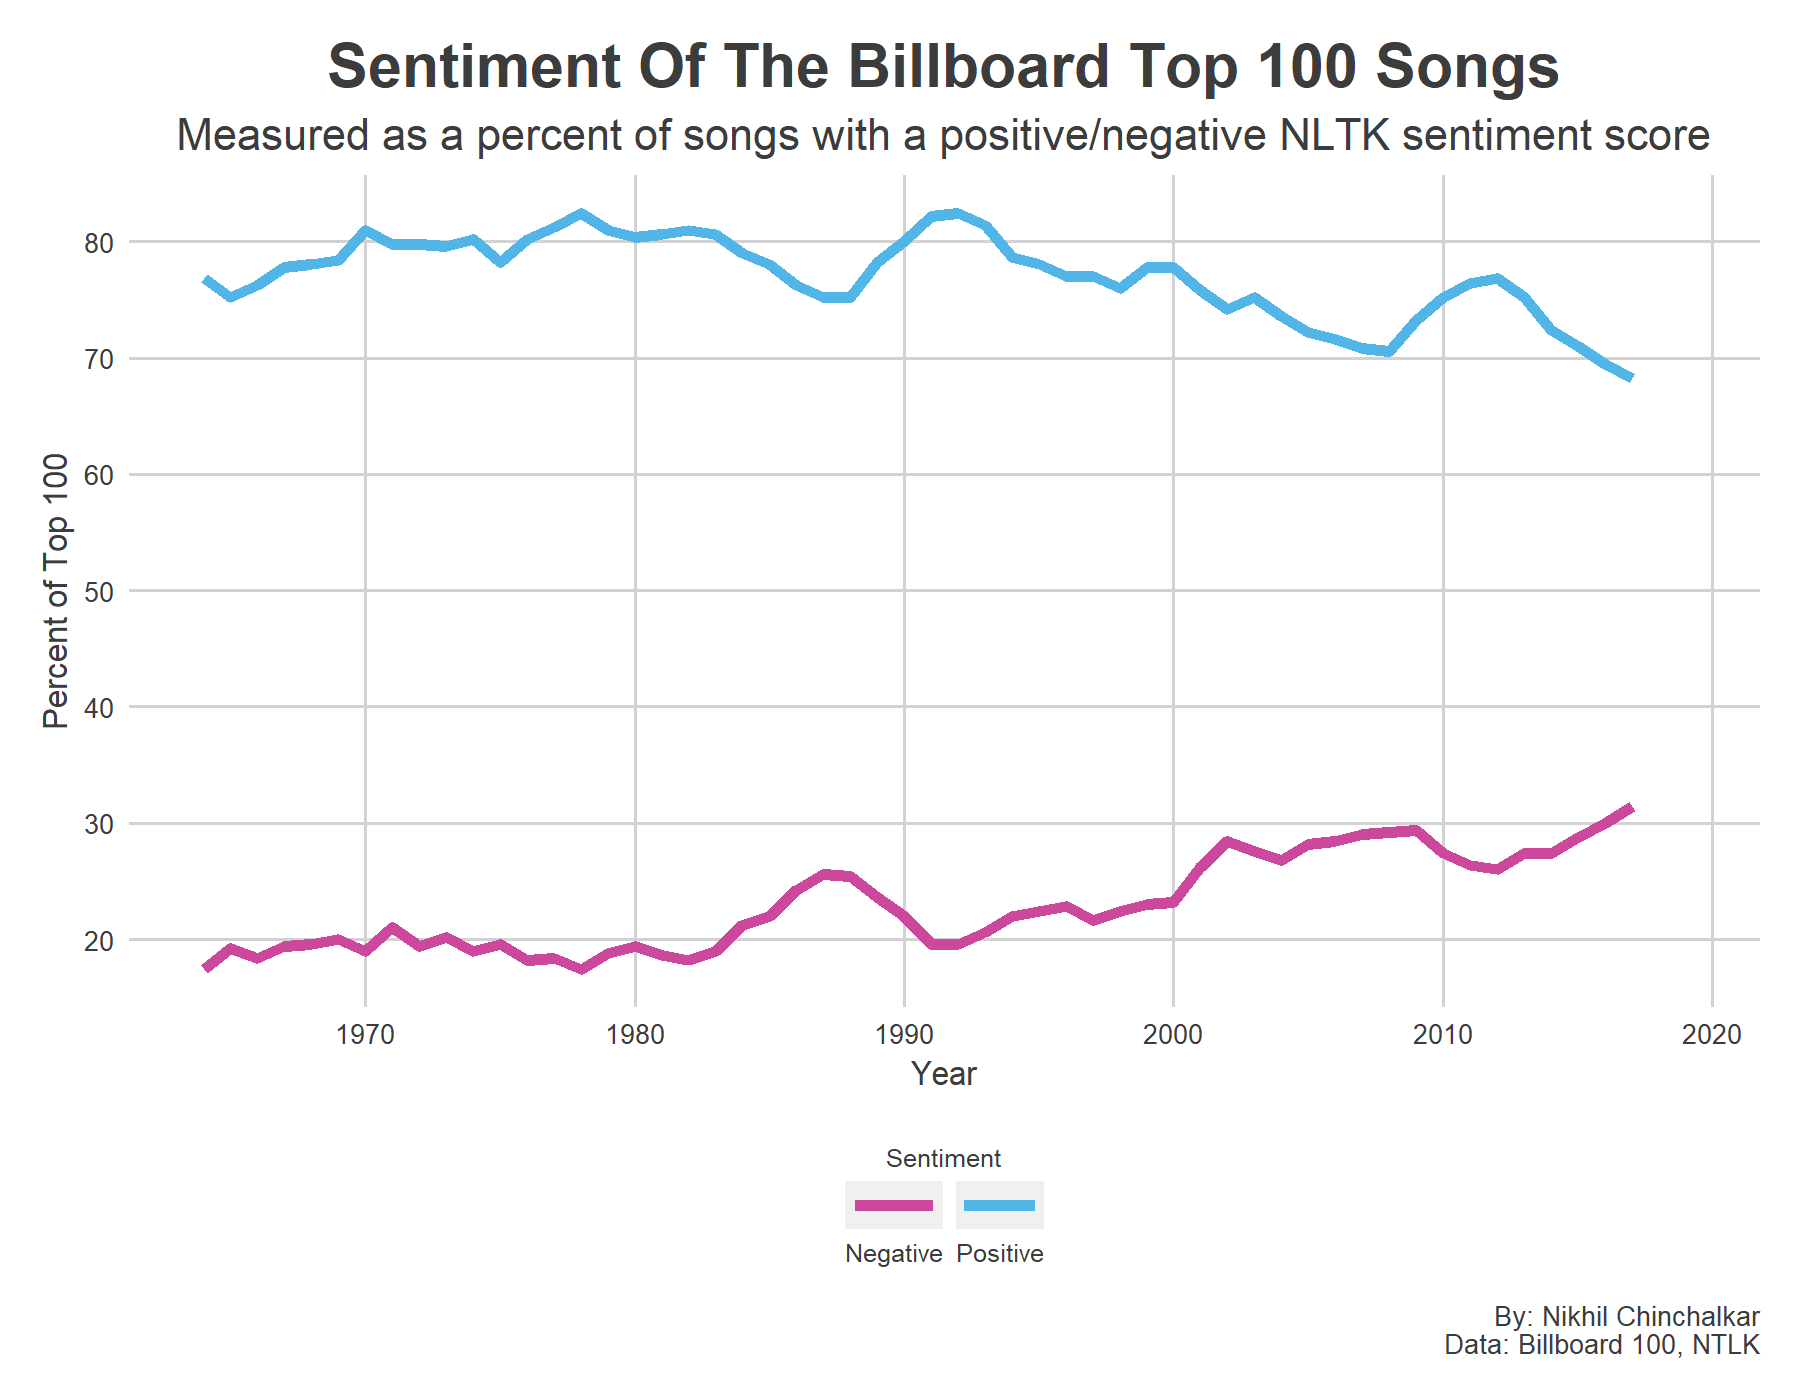 Sentiment Of The Billboard Top 100 Songs
Measured as a percent of songs with a positive/negative NLTK sentiment score
80
70
60
50
40
30
20
Percent of Top 100
1970 1980 1990 2000 2010 2020
Year
Sentiment
Negative Positive
By: Nikhil Chinchalkar
Data: Billboard 100, NTLK